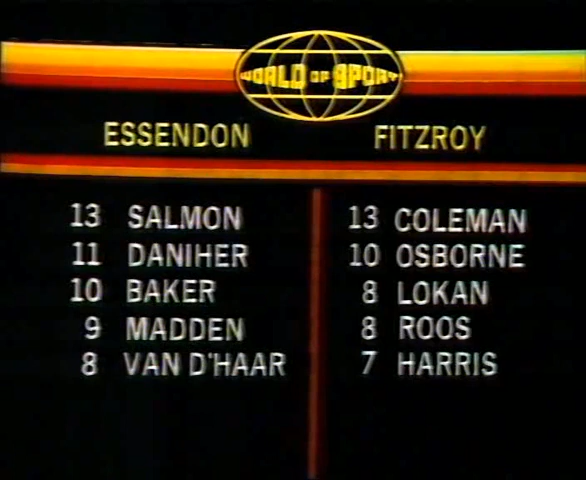 WORLD OF SPORT
ESSENDON FITZROY
13 SALMON 13 COLEMAN
11 DANIHER 10 OSBORNE
10 BAKER 8 LOKAN
9 MADDEN 8 ROOS
8 VAN D'HAAR 7 HARRIS